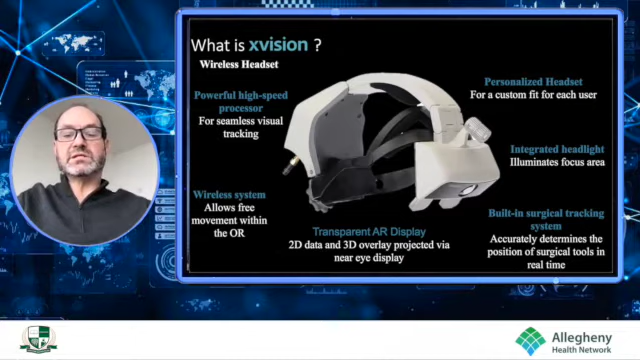 What is xvision ?
Wireless Headset
Powerful high-speed
processor
For seamless visual
tracking
Wireless system
Allows free
movement within
the OR
Transparent AR Display
2D data and 3D overlay projected via
near eye display
Personalized Headset
For a custom fit for each user
Integrated headlight
Illuminates focus area
Built-in surgical tracking
system
Accurately determines the
position of surgical tools in
real time
Allegheny
Health Network